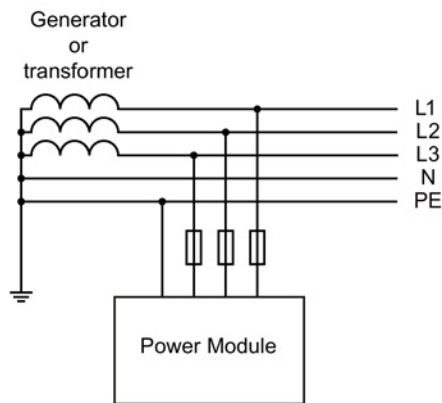 Generator
or
transformer
L1
L2
L3
N
PE
Power Module